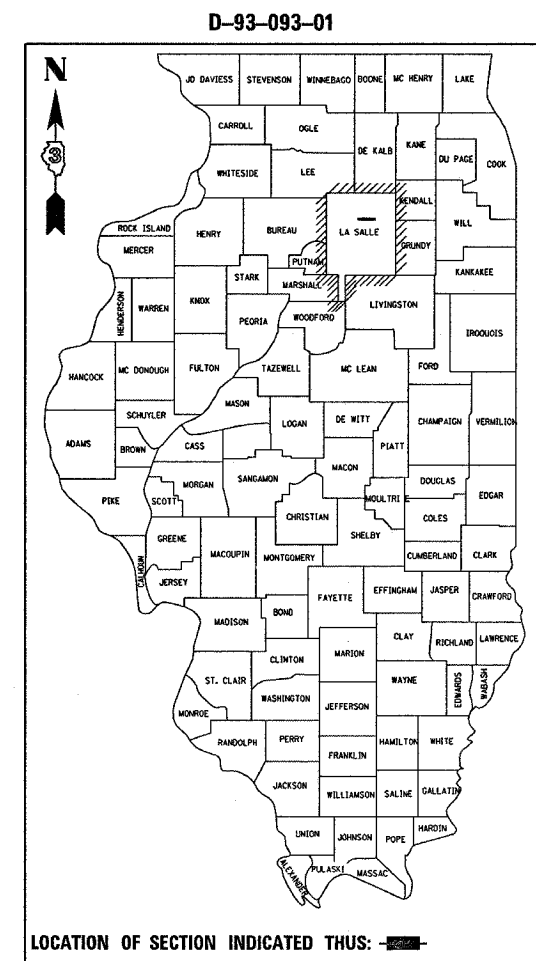 D-93-093-01
N
3
JO DAVIESS STEVENSON WINNEBAGO BOONE MC HENRY LAKE
CARROLL OGLE
DE KALB KANE DU PAGE COOK
WHITESIDE LEE
KENDALL WILL
ROCK ISLAND HENRY BUREAU LA SALLE GRUNDY
MERCER PUTNAM KANKAKEE
STARK MARSHALL
HENDERSON WARREN KNOX PEORIA WOODFORD LIVINGSTON IROQUOIS
HANCOCK MC DONOUGH FULTON TAZEWELL MC LEAN FORD
MASON
SCHUYLER LOGAN DE WITT CHAMPAIGN VERMILION
ADAMS BROWN CASS PIATT
MACON
MORGAN SANGAMON DOUGLAS
PIKE SCOTT MOULTRIE EDGAR
CHRISTIAN COLES
GREENE SHELBY
CALHOUN MACOUPIN MONTGOMERY CUMBERLAND CLARK
JERSEY FAYETTE EFFINGHAM JASPER CRAWFORD
MADISON BOND
CLAY RICHLAND LAWRENCE
CLINTON MARION
ST. CLAIR WAYNE EDWARDS WABASH
WASHINGTON JEFFERSON
MONROE
RANDOLPH PERRY HAMILTON WHITE
FRANKLIN
JACKSON WILLIAMSON SALINE GALLATIN
UNION JOHNSON POPE HARDIN
ALEXANDER PULASKI MASSAC
LOCATION OF SECTION INDICATED THUS: